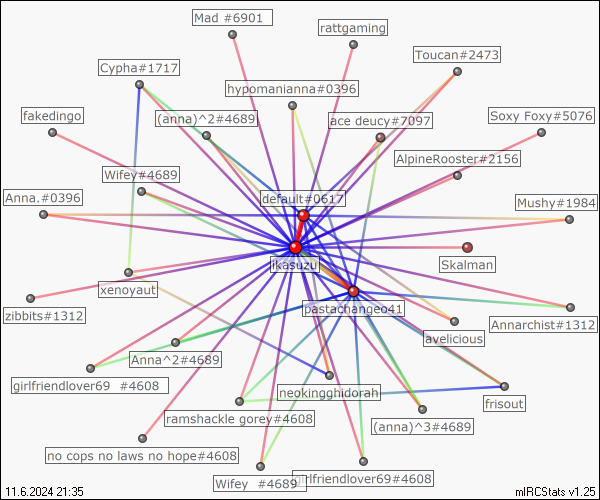 Mad #6901
rattgaming
Toucan#2473
Cypha#1717
hypomanianna#0396
fakedingo
(anna)^2#4689
ace deucy#7097
Soxy Foxy#5076
AlpineRooster#2156
Wifey#4689
Anna.#0396
default#0617
Mushy#1984
likasuzu
Skalman
xenoyaut
zibbits#1312
pastachangeo41
Annarchist#1312
avelicious
Anna^2#4689
girlfriendlover69 #4608
neokingghidorah
frisout
ramshackle gorey#4608
(anna)^3#4689
no cops no laws no hope#4608
girlfriendlover69#4608
Wifey #4689
11.6.2024 21:35
mIRCStats v1.25